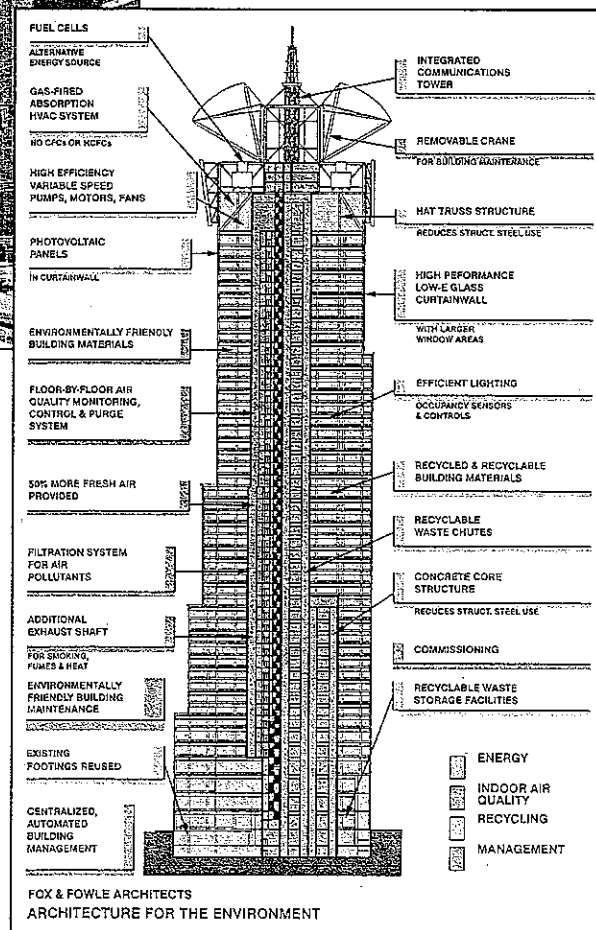 FUEL CELLS
ALTERNATIVE
ENERGY SOURCE
GAS-FIRED
ABSORPTION
HVAC SYSTEM
NO CFCs OR HCFCs
HIGH EFFICIENCY
VARIABLE SPEED
PUMPS, MOTORS, FANS
PHOTOVOLTAIC
PANELS
IN CURTAINWALL
ENVIRONMENTALLY FRIENDLY
BUILDING MATERIALS
FLOOR-BY-FLOOR AIR
QUALITY MONITORING,
CONTROL & PURGE
SYSTEM
50% MORE FRESH AIR
PROVIDED
FILTRATION SYSTEM
FOR AIR
POLLUTANTS
ADDITIONAL
EXHAUST SHAFT
FOR SMOKING,
FUMES & HEAT
ENVIRONMENTALLY
FRIENDLY BUILDING
MAINTENANCE
EXISTING
FOOTINGS REUSED
CENTRALIZED,
AUTOMATED
BUILDING
MANAGEMENT
INTEGRATED
COMMUNICATIONS
TOWER
REMOVABLE CRANE
FOR BUILDING MAINTENANCE
HAT TRUSS STRUCTURE
REDUCES STRUCT. STEEL USE
HIGH PEFORMANCE
LOW-E GLASS
CURTAINWALL
WITH LARGER
WINDOW AREAS
EFFICIENT LIGHTING
OCCUPANCY SENSORS
& CONTROLS
RECYCLED & RECYCLABLE
BUILDING MATERIALS
RECYCLABLE
WASTE CHUTES
CONCRETE CORE
STRUCTURE
REDUCES STRUCT. STEEL USE
COMMISSIONING
RECYCLABLE WASTE
STORAGE FACILITIES
ENERGY
INDOOR AIR
QUALITY
RECYCLING
MANAGEMENT
FOX & FOWLE ARCHITECTS
ARCHITECTURE FOR THE ENVIRONMENT